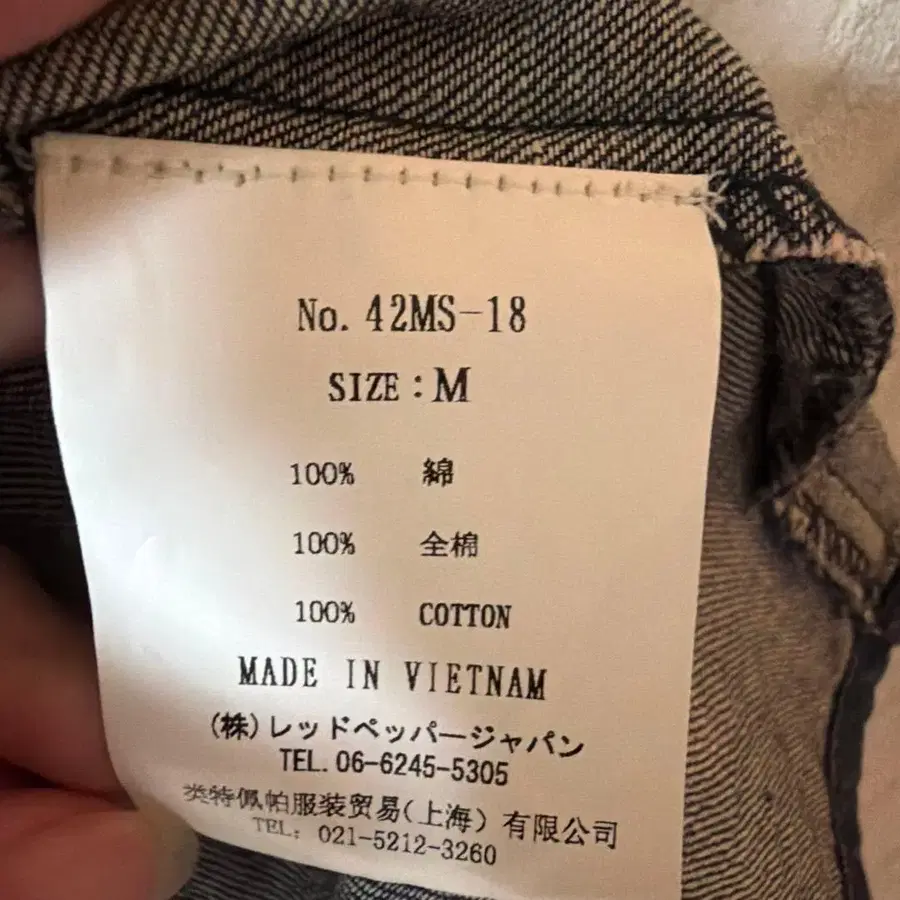 No. 42MS-18
SIZE : M
100% 綿
100% 全棉
100% COTTON
MADE IN VIETNAM
(株)レッドペッパージャパン
TEL. 06-6245-5305
类特佩帕服装贸易(上海)有限公司
TEL: 021-5212-3260